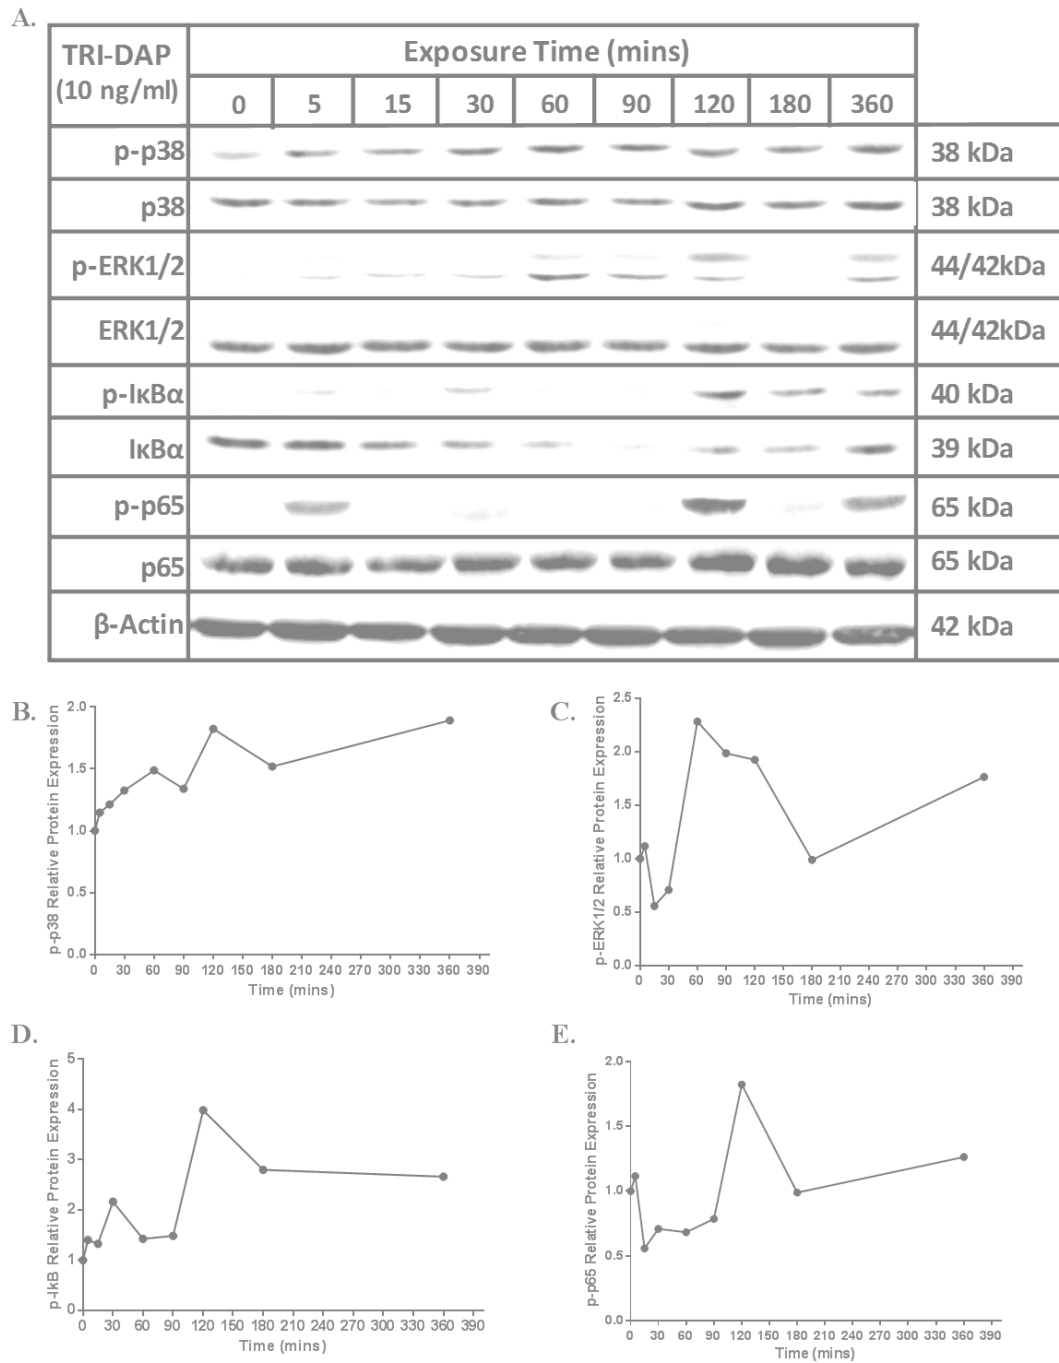 A.
TRI-DAP
(10 ng/ml)
Exposure Time (mins)
0 5 15 30 60 90 120 180 360
p-p38 38 kDa
p38 38 kDa
p-ERK1/2 44/42kDa
ERK1/2 44/42kDa
p-IκBα 40 kDa
IκBα 39 kDa
p-p65 65 kDa
p65 65 kDa
β-Actin 42 kDa
B.
p-p38 Relative Protein Expression
2.0
1.5
1.0
0.5
0.0
0 30 60 90 120 150 180 210 240 270 300 330 360 390
Time (mins)
C.
p-ERK1/2 Relative Protein Expression
2.5
2.0
1.5
1.0
0.5
0.0
0 30 60 90 120 150 180 210 240 270 300 330 360 390
Time (mins)
D.
p-IκB Relative Protein Expression
5
4
3
2
1
0
0 30 60 90 120 150 180 210 240 270 300 330 360 390
Time (mins)
E.
p-p65 Relative Protein Expression
2.0
1.5
1.0
0.5
0.0
0 30 60 90 120 150 180 210 240 270 300 330 360 390
Time (mins)